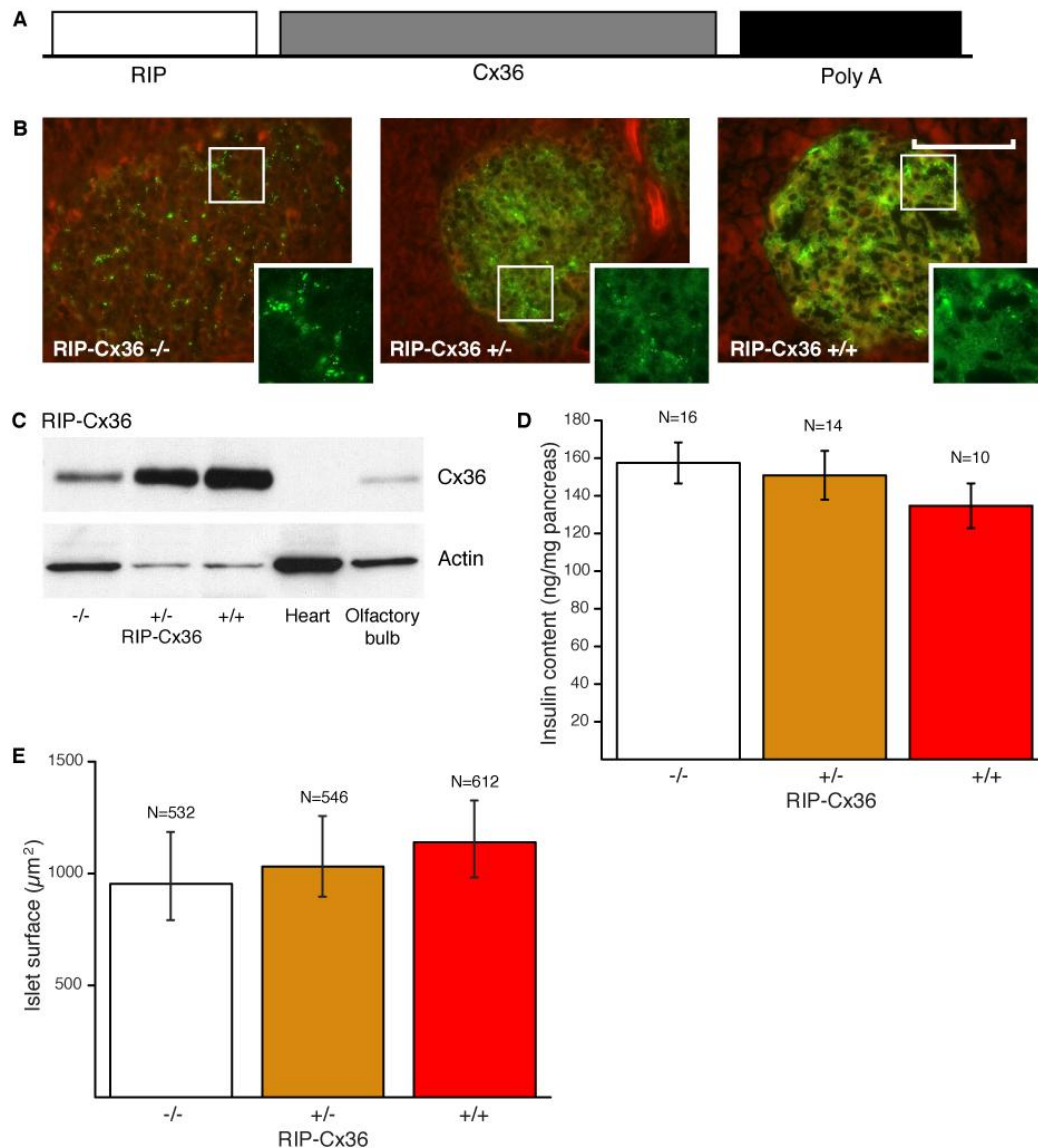 A
RIP Cx36 Poly A
B
RIP-Cx36 -/- RIP-Cx36 +/- RIP-Cx36 +/+
C RIP-Cx36
Cx36
Actin
-/- +/- +/+ Heart Olfactory
RIP-Cx36 bulb
D
Insulin content (ng/mg pancreas)
180
160
140
120
100
80
60
40
20
N=16 N=14 N=10
-/- +/- +/+
RIP-Cx36
E
Islet surface (µm²)
1500
1000
500
N=532 N=546 N=612
-/- +/- +/+
RIP-Cx36